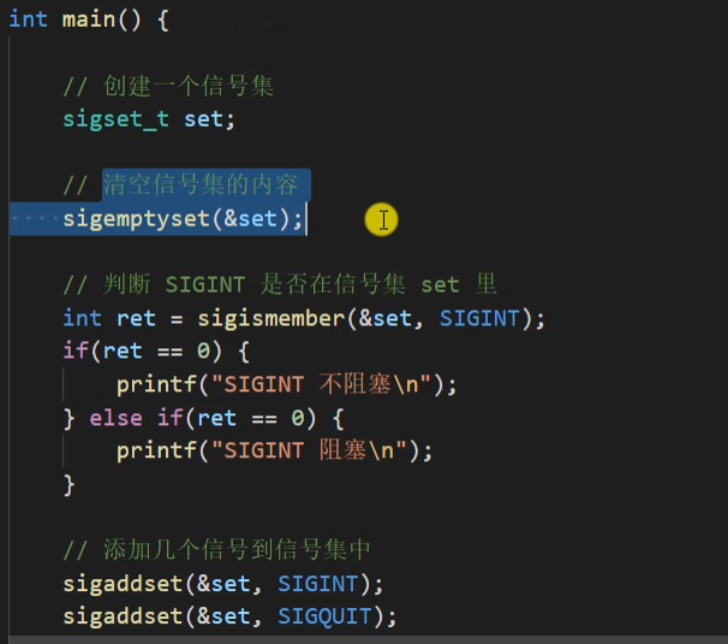 int main() {
// 创建一个信号集
sigset_t set;
// 清空信号集的内容
sigemptyset(&set);
// 判断 SIGINT 是否在信号集 set 里
int ret = sigismember(&set, SIGINT);
if(ret == 0) {
printf("SIGINT 不阻塞\n");
} else if(ret == 0) {
printf("SIGINT 阻塞\n");
}
// 添加几个信号到信号集中
sigaddset(&set, SIGINT);
sigaddset(&set, SIGQUIT);